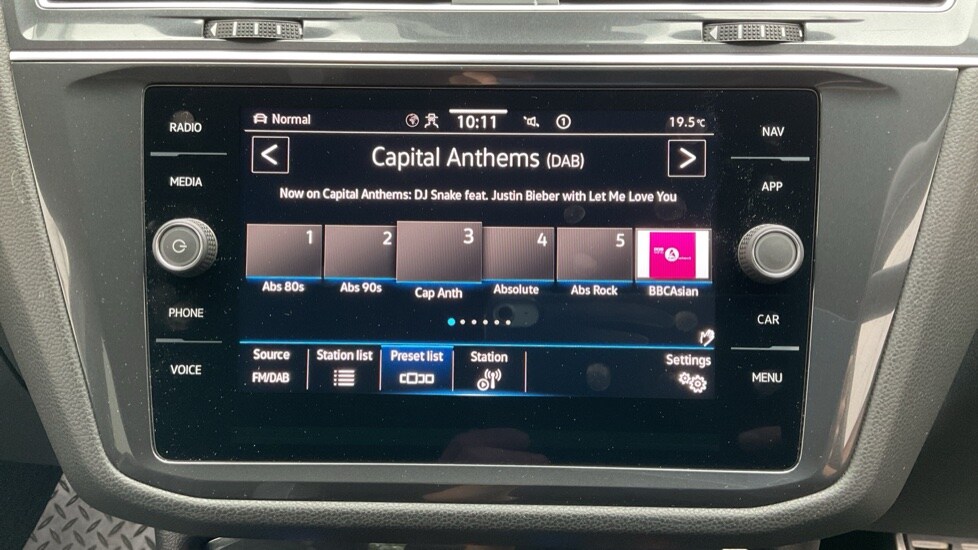 RADIO
MEDIA
PHONE
VOICE
Normal
10:11
1
19.5°C
Capital Anthems (DAB)
Now on Capital Anthems: DJ Snake feat. Justin Bieber with Let Me Love You
1
2
3
4
5
Abs 80s
Abs 90s
Cap Anth
Absolute
Abs Rock
BBCAsian
Source
FM/DAB
Station list
Preset list
Station
Settings
NAV
APP
CAR
MENU